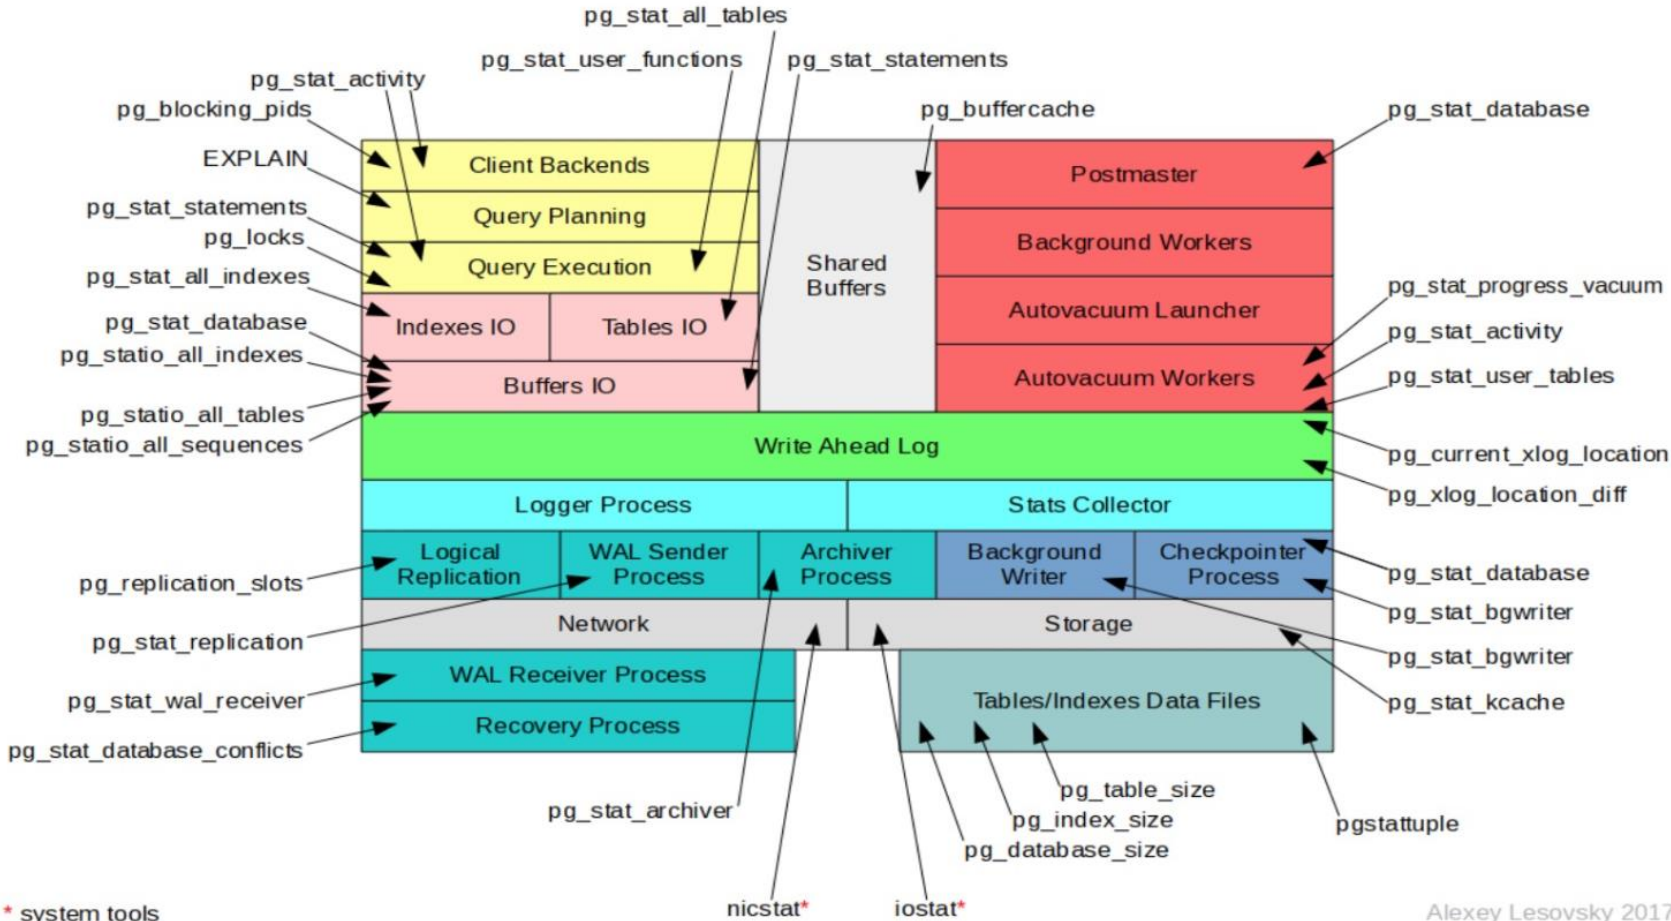 pg_stat_all_tables
pg_stat_user_functions
pg_stat_statements
pg_stat_activity
pg_blocking_pids
pg_buffercache
pg_stat_database
EXPLAIN
pg_stat_statements
pg_locks
pg_stat_all_indexes
pg_stat_database
pg_statio_all_indexes
pg_statio_all_tables
pg_statio_all_sequences
Client Backends
Query Planning
Query Execution
Indexes IO
Tables IO
Buffers IO
Shared
Buffers
Postmaster
Background Workers
Autovacuum Launcher
Autovacuum Workers
pg_stat_progress_vacuum
pg_stat_activity
pg_stat_user_tables
Write Ahead Log
pg_current_xlog_location
pg_xlog_location_diff
Logger Process
Stats Collector
Logical
Replication
WAL Sender
Process
Archiver
Process
Background
Writer
Checkpointer
Process
pg_replication_slots
pg_stat_database
pg_stat_bgwriter
pg_stat_replication
Network
Storage
pg_stat_bgwriter
pg_stat_wal_receiver
WAL Receiver Process
Tables/Indexes Data Files
pg_stat_kcache
pg_stat_database_conflicts
Recovery Process
pg_stat_archiver
pg_table_size
pg_index_size
pg_database_size
pgstattuple
* system tools
nicstat*
iostat*
Alexey Lesovsky 2017